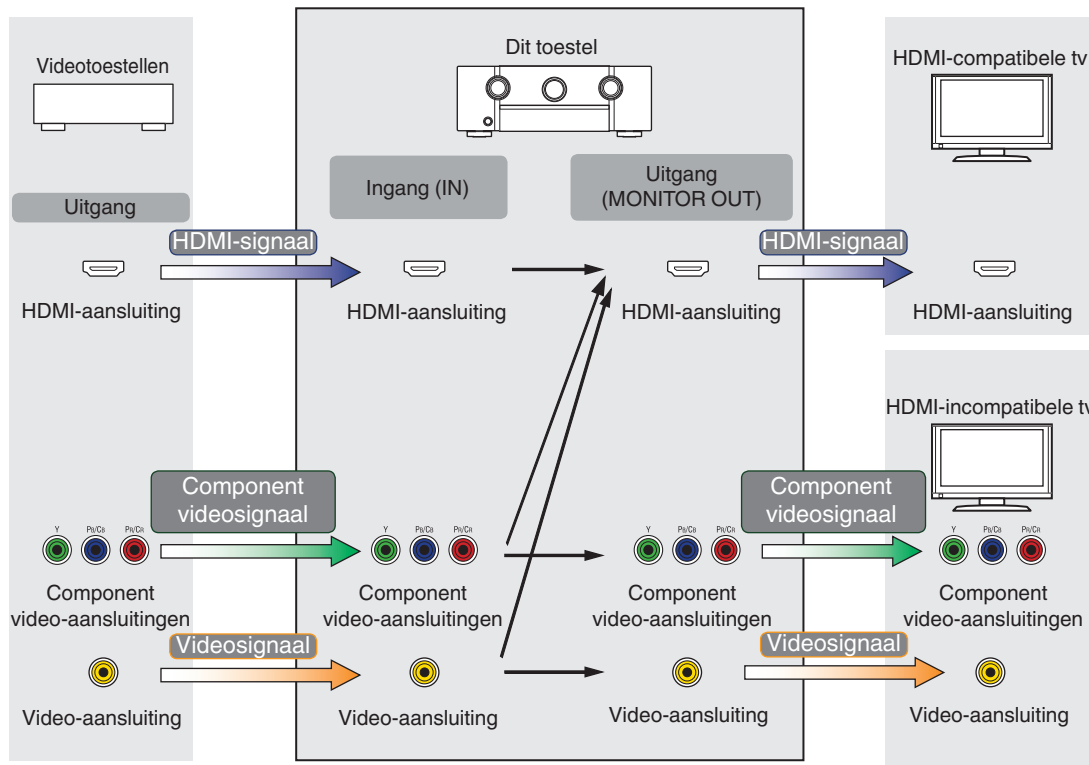 Dit toestel
Videotoestellen
HDMI-compatibele tv
Uitgang
Ingang (IN)
Uitgang
(MONITOR OUT)
HDMI-signaal
HDMI-signaal
HDMI-aansluiting
HDMI-aansluiting
HDMI-aansluiting
HDMI-aansluiting
HDMI-incompatibele tv
Component
videosignaal
Component
videosignaal
Y PB/CB PR/CR
Y PB/CB PR/CR
Y PB/CB PR/CR
Y PB/CB PR/CR
Component
video-aansluitingen
Component
video-aansluitingen
Component
video-aansluitingen
Component
video-aansluitingen
Videosignaal
Videosignaal
Video-aansluiting
Video-aansluiting
Video-aansluiting
Video-aansluiting